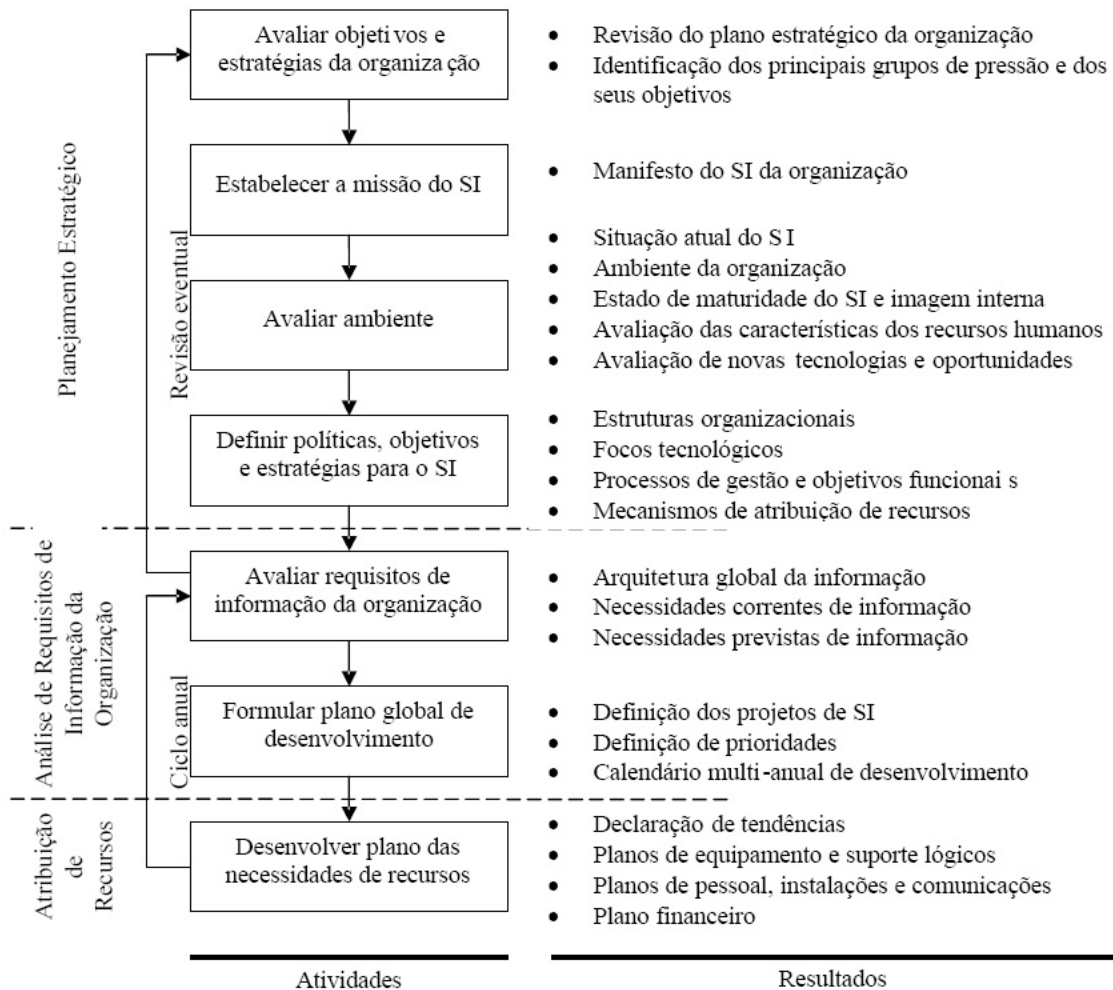 Planejamento Estratégico
Revisão eventual
Avaliar objetivos e
estratégias da organização
• Revisão do plano estratégico da organização
• Identificação dos principais grupos de pressão e dos
seus objetivos
Estabelecer a missão do SI
• Manifesto do SI da organização
Avaliar ambiente
• Situação atual do SI
• Ambiente da organização
• Estado de maturidade do SI e imagem interna
• Avaliação das características dos recursos humanos
• Avaliação de novas tecnologias e oportunidades
Definir políticas, objetivos
e estratégias para o SI
• Estruturas organizacionais
• Focos tecnológicos
• Processos de gestão e objetivos funcionai s
• Mecanismos de atribuição de recursos
Análise de Requisitos de
Informação da
Organização
Ciclo anual
Avaliar requisitos de
informação da organização
• Arquitetura global da informação
• Necessidades correntes de informação
• Necessidades previstas de informação
Formular plano global de
desenvolvimento
• Definição dos projetos de SI
• Definição de prioridades
• Calendário multi-anual de desenvolvimento
Atribuição
de
Recursos
Desenvolver plano das
necessidades de recursos
• Declaração de tendências
• Planos de equipamento e suporte lógicos
• Planos de pessoal, instalações e comunicações
• Plano financeiro
Atividades
Resultados